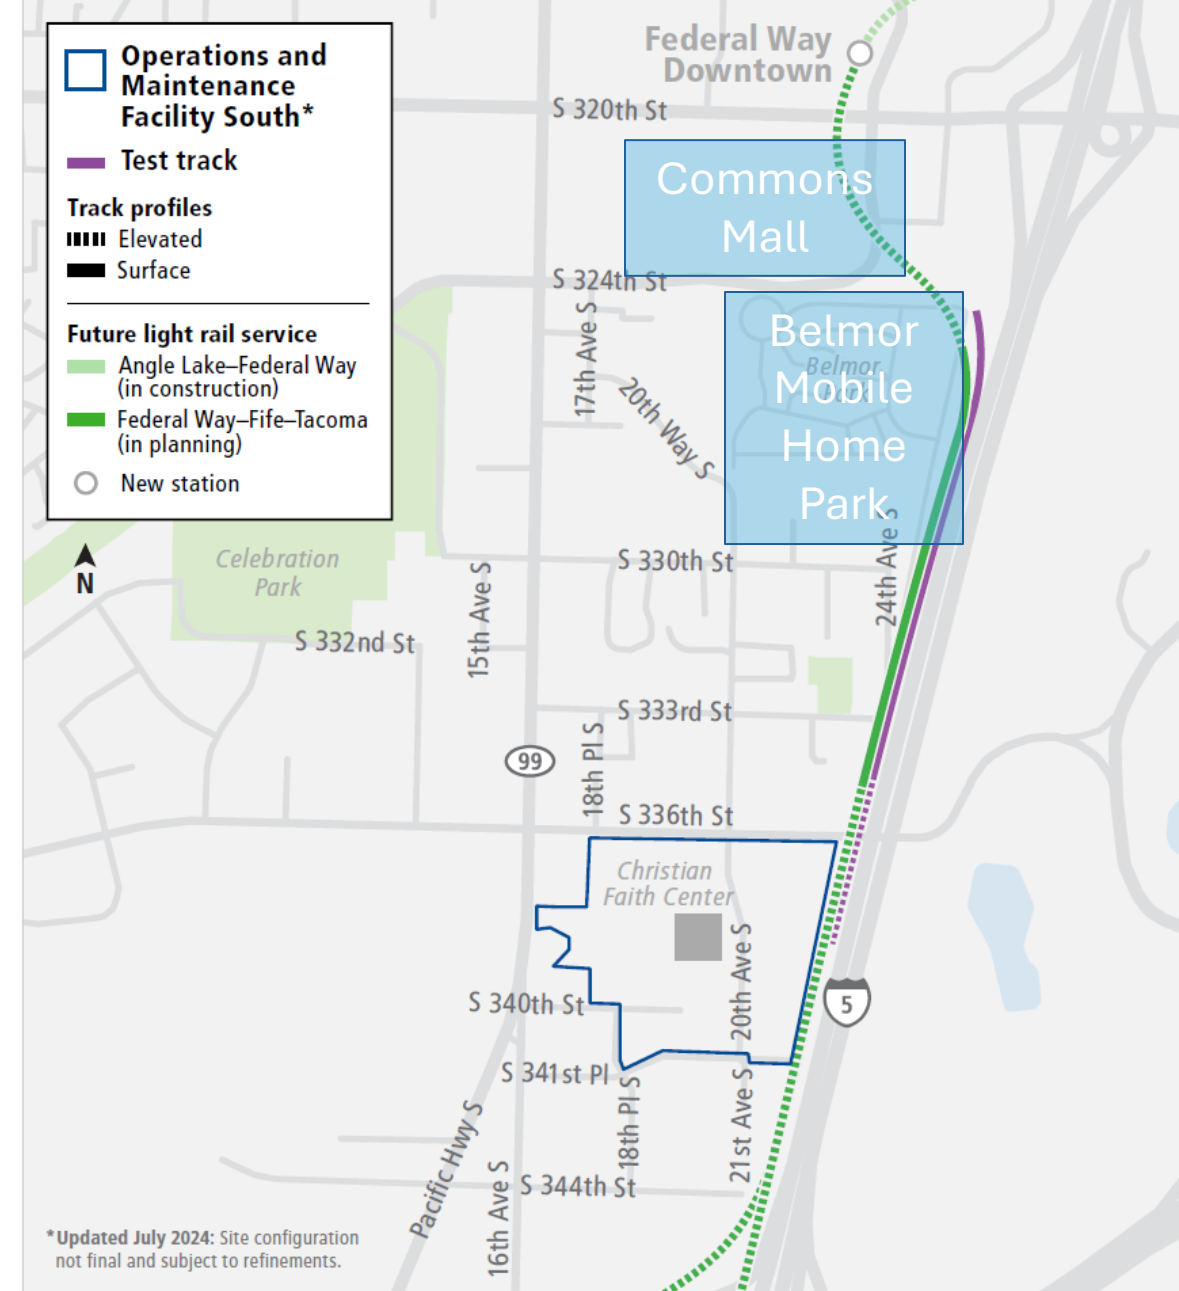 Operations and
Maintenance
Facility South*
Test track
Track profiles
Elevated
Surface
Future light rail service
Angle Lake–Federal Way
(in construction)
Federal Way–Fife–Tacoma
(in planning)
New station
N
Federal Way
Downtown
S 320th St
Commons
Mall
S 324th St
17th Ave S
20th Way S
Belmor
Mobile
Home
Park
Belmor
Park
24th Ave S
Celebration
Park
S 330th St
15th Ave S
S 332nd St
S 333rd St
99
18th Pl S
S 336th St
Christian
Faith Center
20th Ave S
5
S 340th St
S 341st Pl
18th Pl S
21st Ave S
Pacific Hwy S
16th Ave S
S 344th St
*Updated July 2024: Site configuration
not final and subject to refinements.